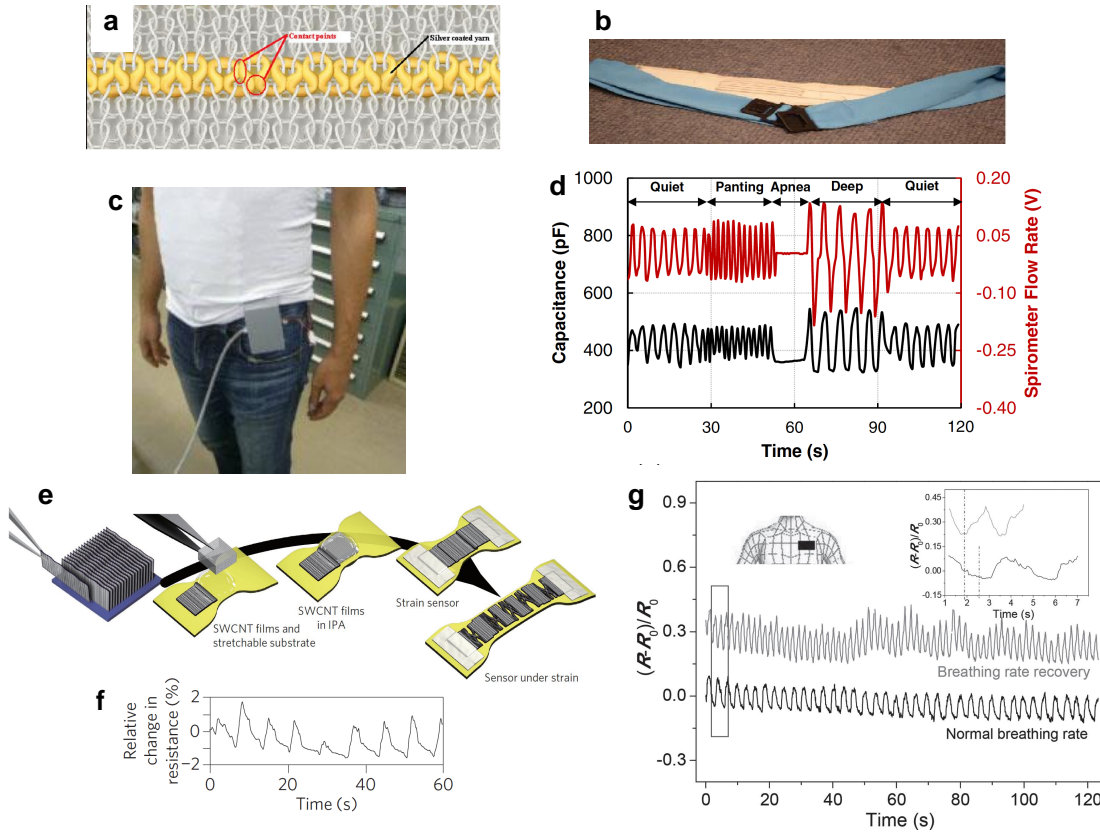 a
Contact points
Silver coated yarn
b
c
d
1000
800
600
400
200
Capacitance (pF)
Quiet
Panting
Apnea
Deep
Quiet
0.20
0.05
-0.10
-0.25
-0.40
Spirometer Flow Rate (V)
0
30
60
90
120
Time (s)
e
SWCNT films and
stretchable substrate
SWCNT films
in IPA
Strain sensor
Sensor under strain
f
Relative
change in
resistance (%)
2
0
−2
0
20
40
60
Time (s)
g
0.9
0.6
0.3
0.0
-0.3
(R-R0)/R0
0.45
0.30
0.15
0.00
-0.15
(R-R0)/R0
1
2
3
4
5
6
7
Time (s)
Breathing rate recovery
Normal breathing rate
0
20
40
60
80
100
120
Time (s)